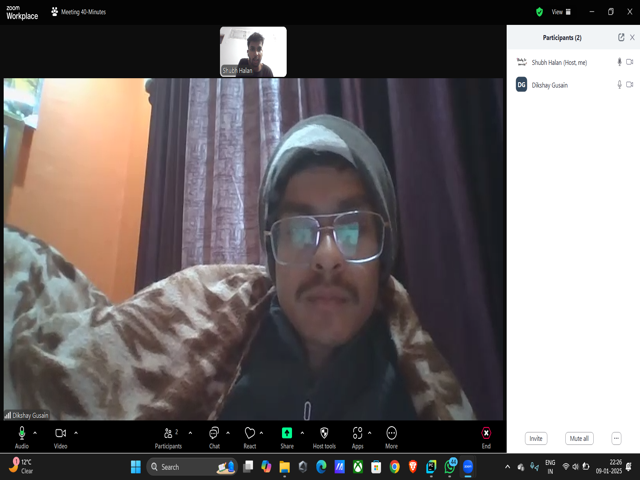 zoom
Workplace
Meeting 40-Minutes
View
Shubh Halan
Participants (2)
Shubh Halan (Host, me)
DG
Dikshay Gusain
Dikshay Gusain
Audio
Video
Participants
2
Chat
React
Share
Host tools
Apps
More
End
Invite
Mute all
12°C
Clear
Search
ENG
IN
22:26
09-01-2025